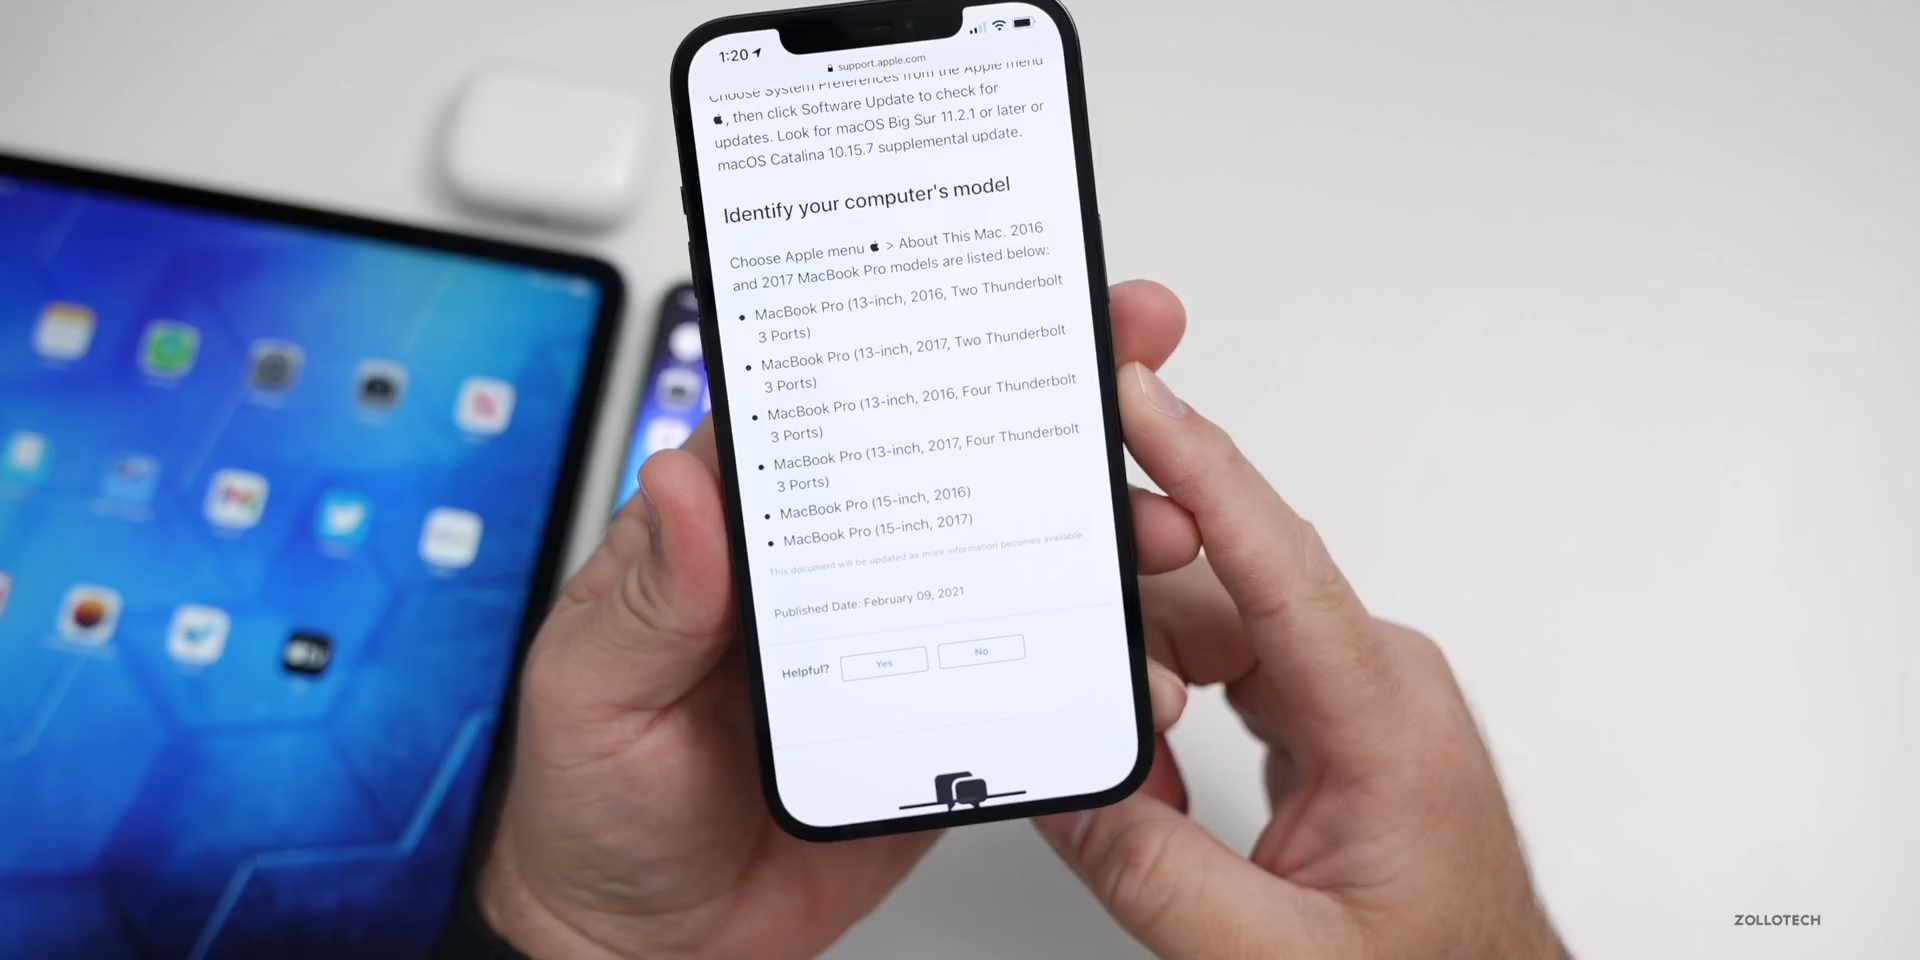 1:20
support.apple.com
Choose System Preferences from the Apple menu
, then click Software Update to check for
updates. Look for macOS Big Sur 11.2.1 or later or
macOS Catalina 10.15.7 supplemental update.
Identify your computer's model
Choose Apple menu  > About This Mac. 2016
and 2017 MacBook Pro models are listed below:
• MacBook Pro (13-inch, 2016, Two Thunderbolt
3 Ports)
• MacBook Pro (13-inch, 2017, Two Thunderbolt
3 Ports)
• MacBook Pro (13-inch, 2016, Four Thunderbolt
3 Ports)
• MacBook Pro (13-inch, 2017, Four Thunderbolt
3 Ports)
• MacBook Pro (15-inch, 2016)
• MacBook Pro (15-inch, 2017)
This document will be updated as more information becomes available.
Published Date: February 09, 2021
Helpful? Yes No
ZOLLOTECH